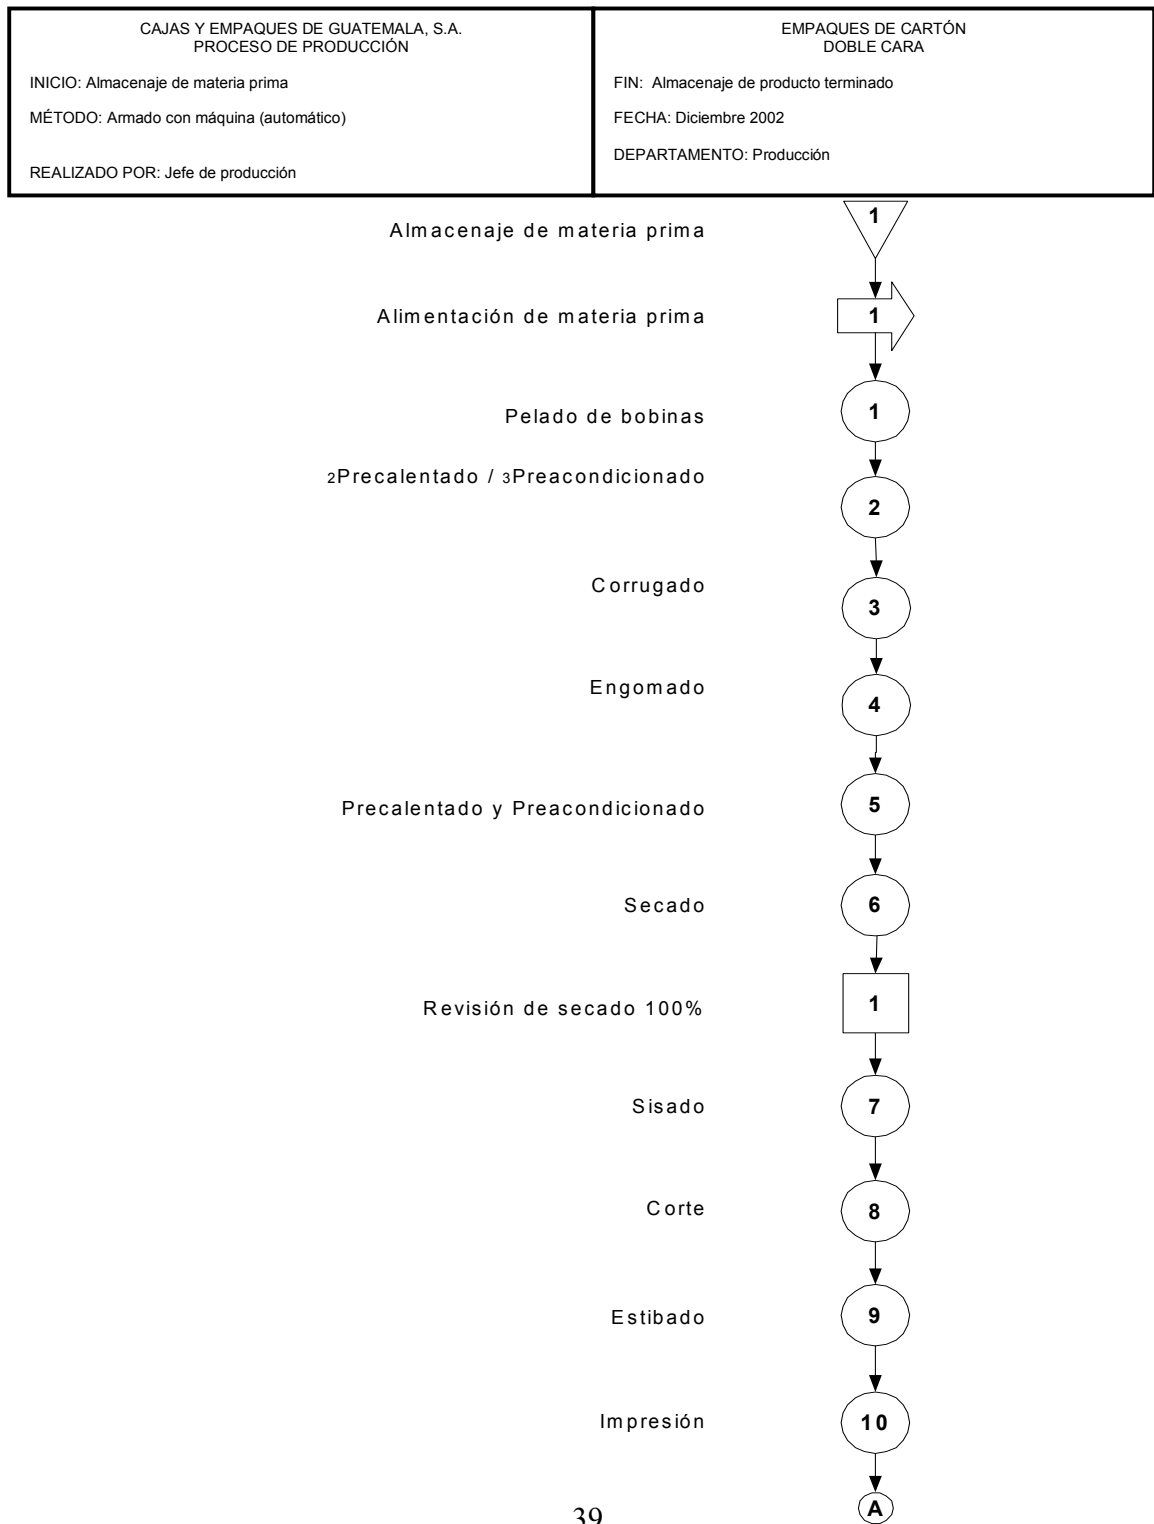 CAJAS Y EMPAQUES DE GUATEMALA, S.A.
PROCESO DE PRODUCCIÓN
INICIO: Almacenaje de materia prima
MÉTODO: Armado con máquina (automático)
REALIZADO POR: Jefe de producción
EMPAQUES DE CARTÓN
DOBLE CARA
FIN: Almacenaje de producto terminado
FECHA: Diciembre 2002
DEPARTAMENTO: Producción
Almacenaje de materia prima 1
Alimentación de materia prima 1
Pelado de bobinas 1
2Precalentado / 3Preacondicionado 2
Corrugado 3
Engomado 4
Precalentado y Preacondicionado 5
Secado 6
Revisión de secado 100% 1
Sisado 7
Corte 8
Estibado 9
Impresión 10
A
39